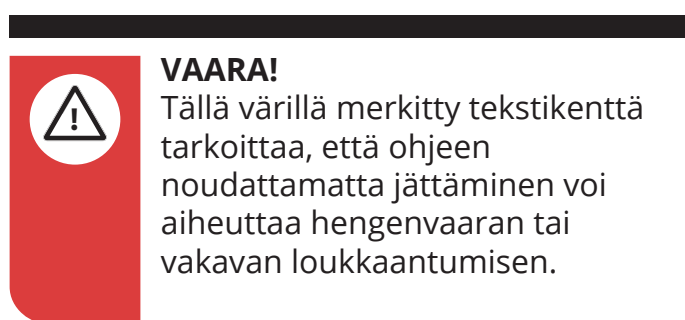 VAARA!
Tällä värillä merkitty tekstikenttä
tarkoittaa, että ohjeen
noudattamatta jättäminen voi
aiheuttaa hengenvaaran tai
vakavan loukkaantumisen.